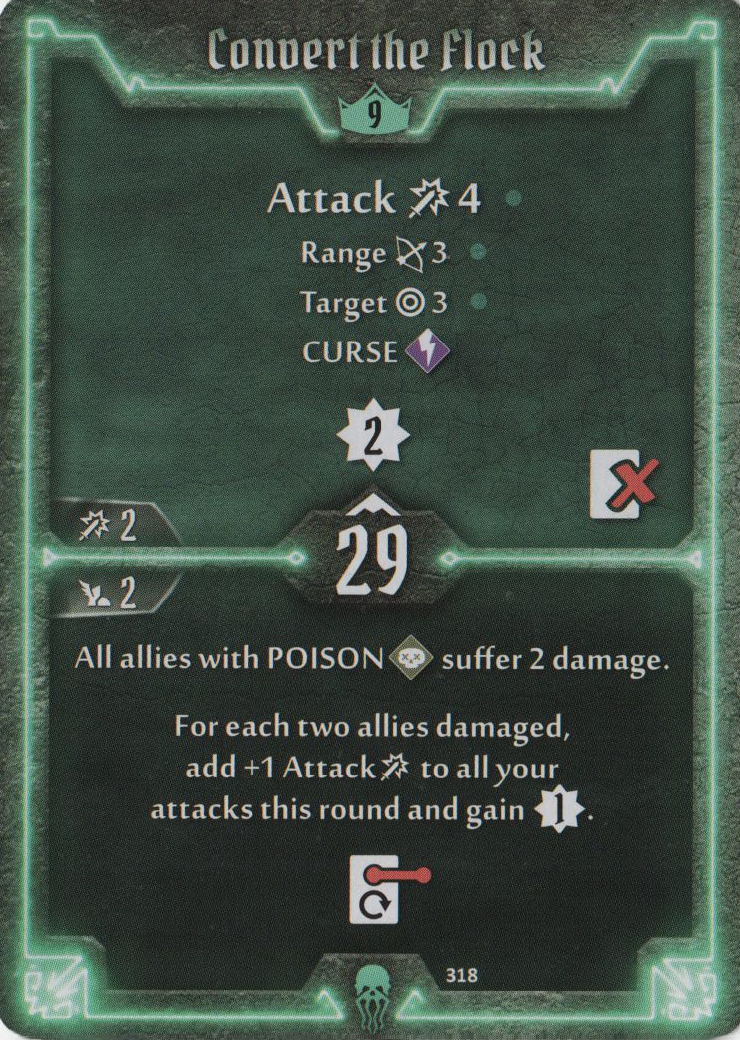 Convert the Flock
9
Attack 4
Range 3
Target 3
CURSE
2
2
29
2
All allies with POISON suffer 2 damage.
For each two allies damaged,
add +1 Attack to all your
attacks this round and gain 1.
318